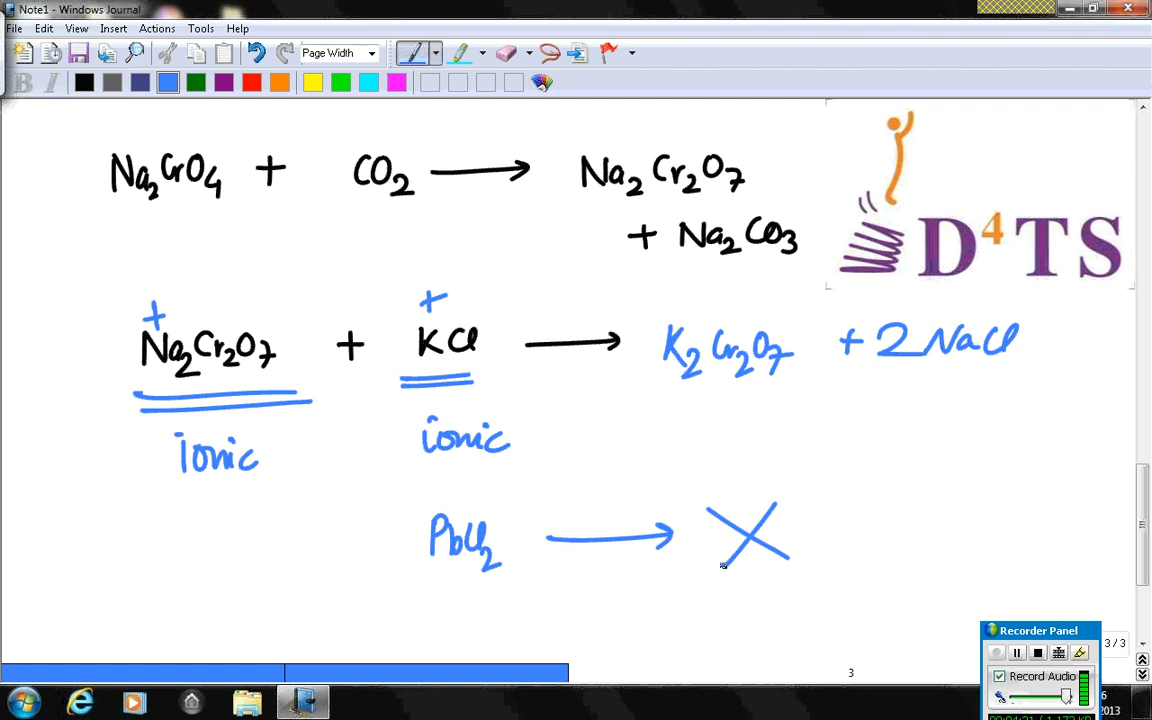 Note1 - Windows Journal
File Edit View Insert Actions Tools Help
Page Width
B I
Na2CrO4 + CO2 ⟶ Na2Cr2O7
+ Na2CO3
D4TS
+ +
Na2Cr2O7 + KCl ⟶ K2Cr2O7 + 2NaCl
ionic ionic
PbCl2 ⟶ X
Recorder Panel
3 / 3
Record Audio
3
2013